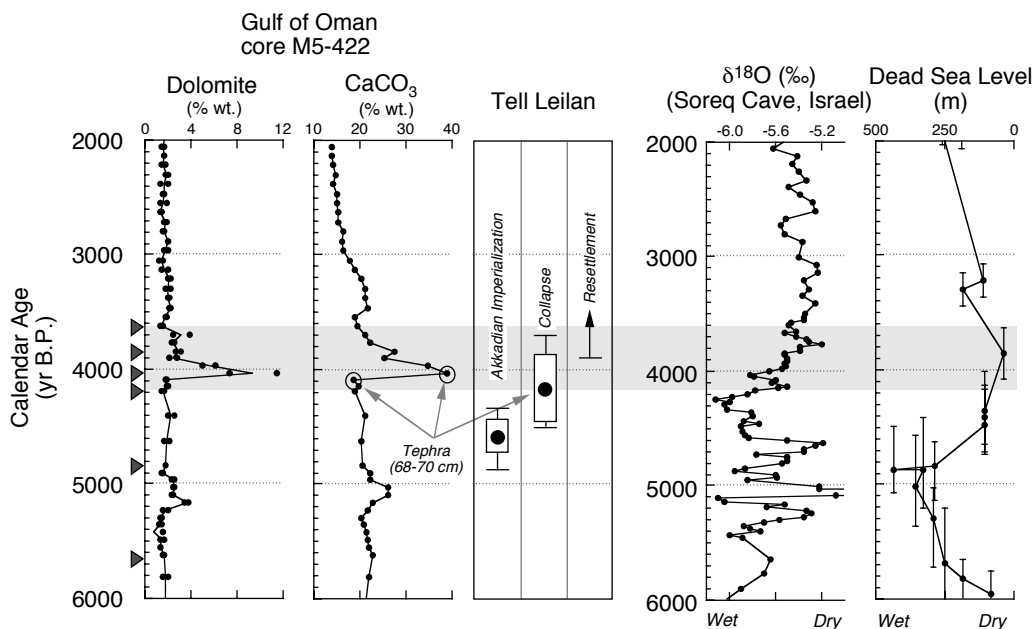 Gulf of Oman
core M5-422
Dolomite
(% wt.)
0 4 8 12
CaCO3
(% wt.)
10 20 30 40
Tell Leilan
δ18O (‰)
(Soreq Cave, Israel)
-6.0 -5.6 -5.2
Dead Sea Level
(m)
500 250 0
Calendar Age
(yr B.P.)
2000
3000
4000
5000
6000
Akkadian Imperialization
Collapse
Resettlement
Tephra
(68-70 cm)
2000
3000
4000
5000
6000
Wet Dry
Wet Dry